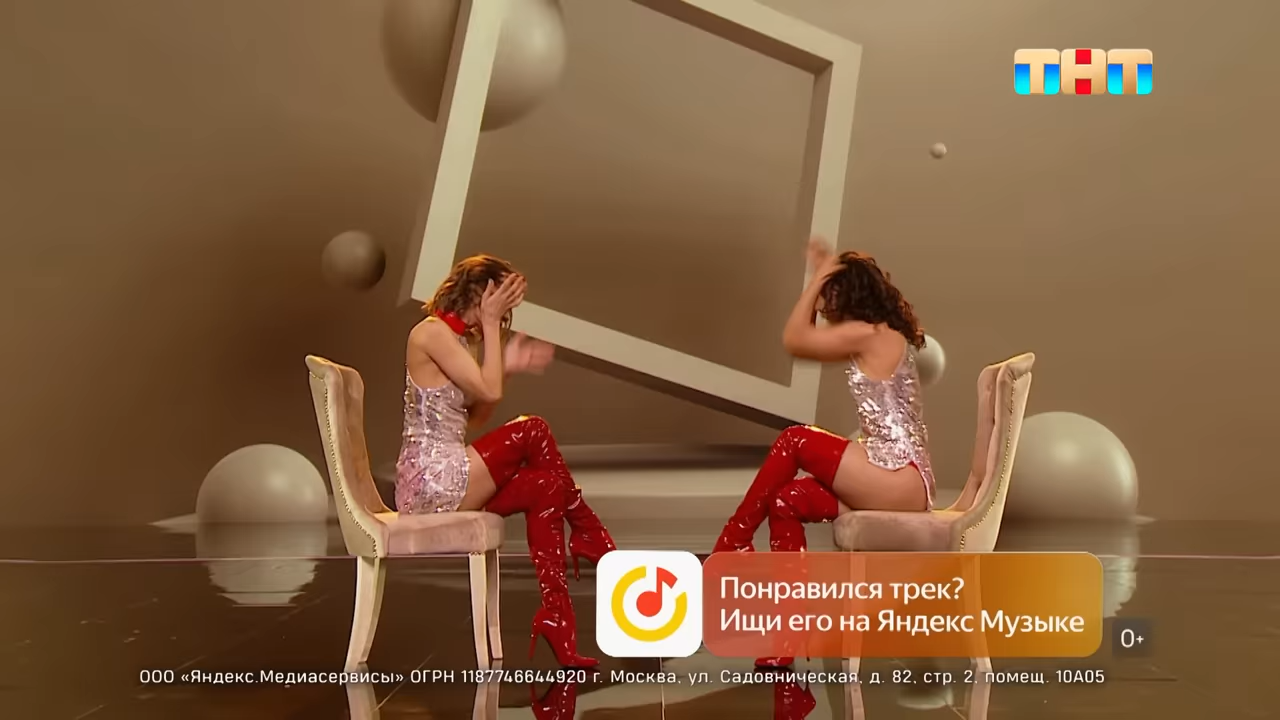 ТНТ
Понравился трек?
Ищи его на Яндекс Музыке
0+
ООО «Яндекс.Медиасервисы» ОГРН 1187746644920 г. Москва, ул. Садовническая, д. 82, стр. 2, помещ. 10А05